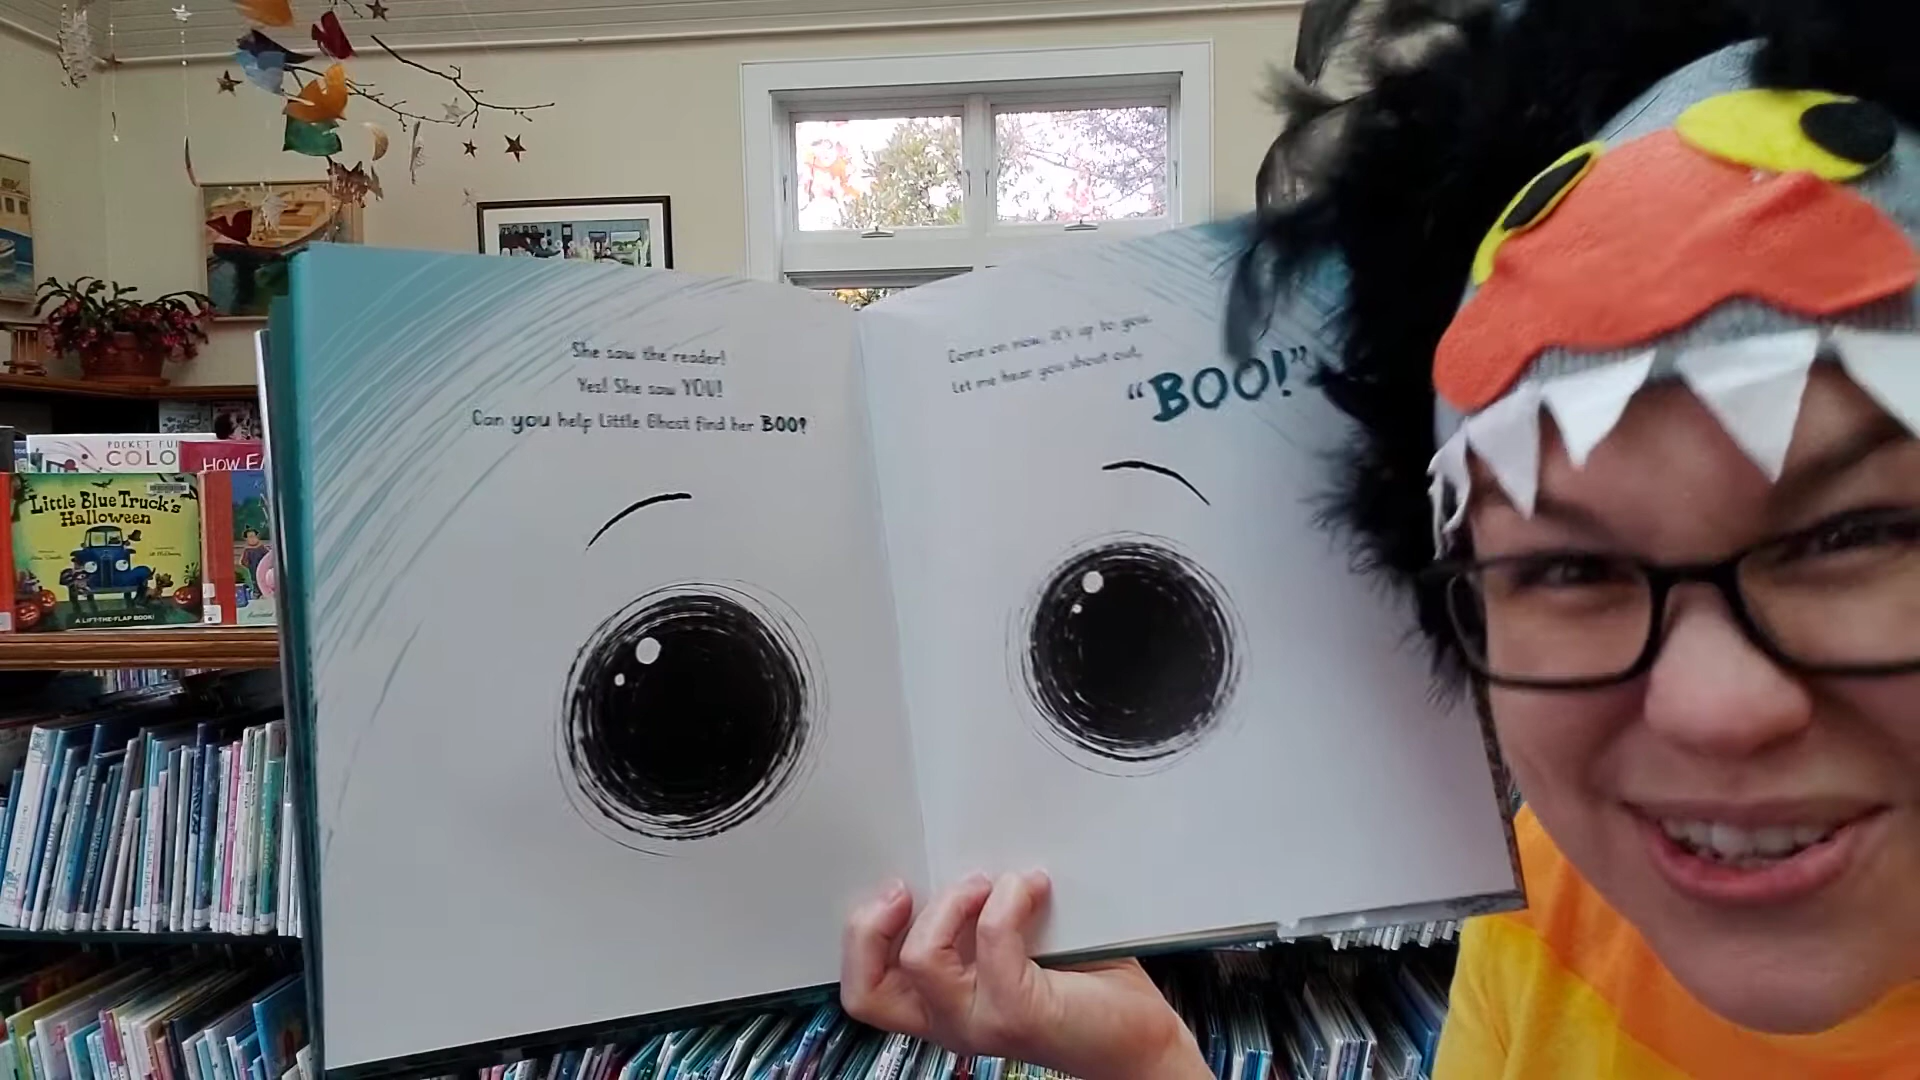 She saw the reader!
Yes! She saw YOU!
Can you help Little Ghost find her BOO?
Come on now, it's up to you.
Let me hear you shout out,
“BOO!”
POCKET FU
COLO
HOW E
Little Blue Truck's
Halloween
A LIFT-THE-FLAP BOOK!